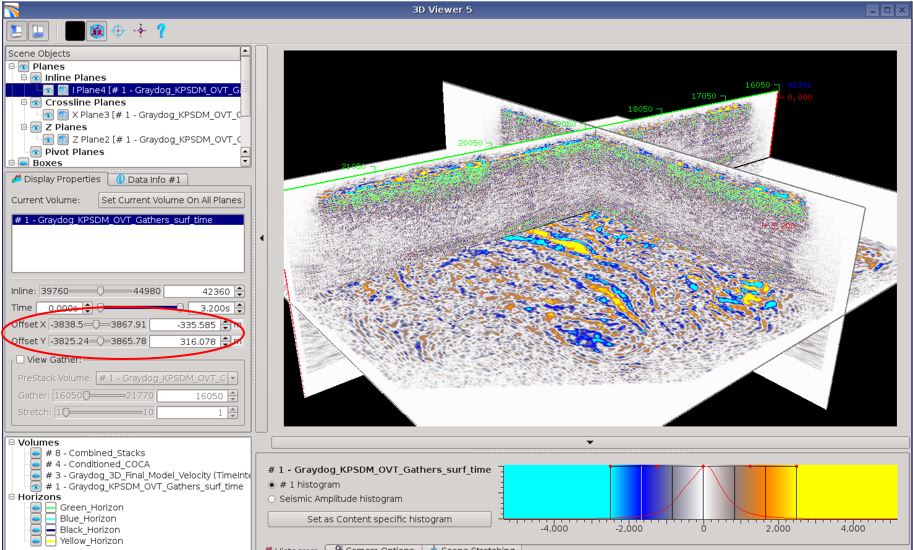 3D Viewer 5
Scene Objects
Planes
Inline Planes
I Plane4 [# 1 - Graydog_KPSDM_OVT_G
Crossline Planes
X Plane3 [# 1 - Graydog_KPSDM_OVT_C
Z Planes
Z Plane2 [# 1 - Graydog_KPSDM_OVT_C
Pivot Planes
Boxes
Display Properties
Data Info #1
Current Volume:
Set Current Volume On All Planes
# 1 - Graydog_KPSDM_OVT_Gathers_surf_time
Inline: 39760 44980 42360
Time 0.000s 3.200s
Offset X -3838.5 3867.91 -335.585 m
Offset Y -3825.24 3865.78 316.078 m
View Gather:
PreStack Volume: # 1 - Graydog_KPSDM_OVT_C
Gather: 16050 21770 16050
Stretch: 1 10 1
16050
42361
0.000
17050
18050
20050
Volumes
# 8 - Combined_Stacks
# 4 - Conditioned_COCA
# 3 - Graydog_3D_Final_Model_Velocity (TimeInte
# 1 - Graydog_KPSDM_OVT_Gathers_surf_time
Horizons
Green_Horizon
Blue_Horizon
Black_Horizon
Yellow_Horizon
# 1 - Graydog_KPSDM_OVT_Gathers_surf_time
# 1 histogram
Seismic Amplitude histogram
Set as Content specific histogram
-4,000 -2,000 0 2,000 4,000
Histogram
Camera Options
Scene Stretching